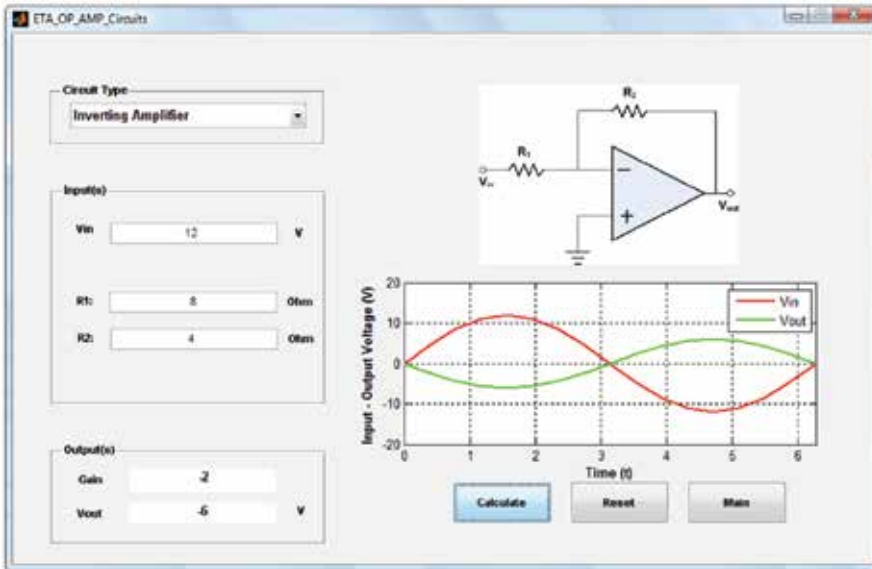 ETA_OP_AMP_Circuits
Circuit Type
Inverting Amplifier
Input(s)
Vin 12 V
R1: 8 Ohm
R2: 4 Ohm
Output(s)
Gain -2
Vout -6 V
R₂
R₁
Vin
−
+
Vout
Input - Output Voltage (V)
20
10
0
-10
-20
0 1 2 3 4 5 6
Time (t)
Vin
Vout
Calculate Reset Main